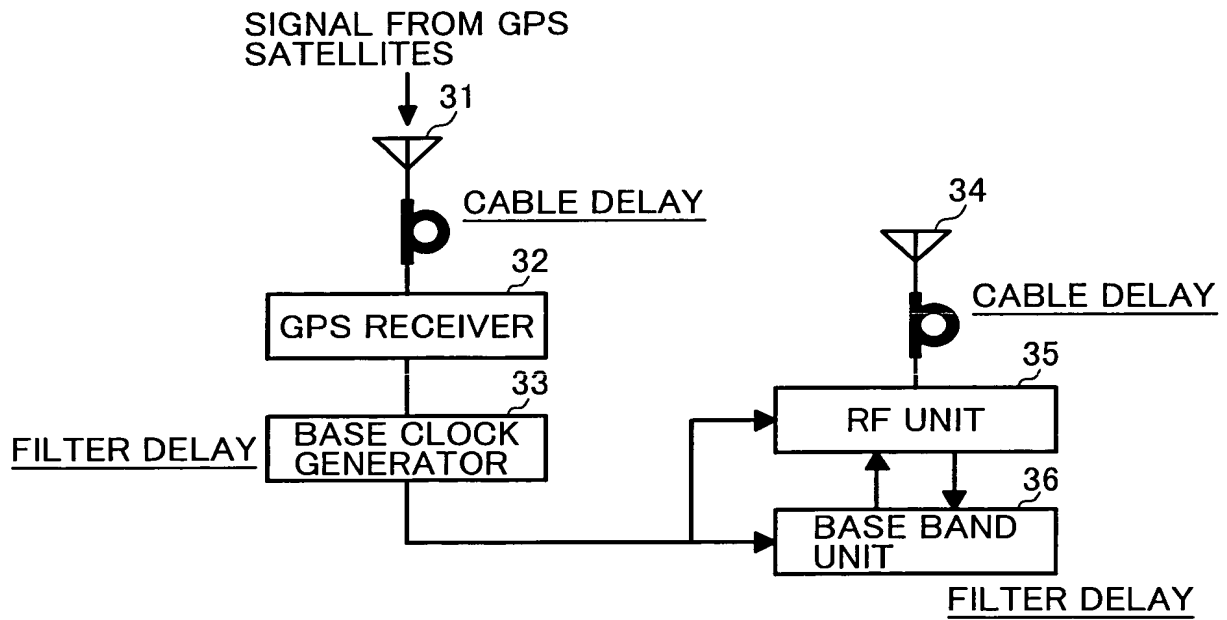 SIGNAL FROM GPS
SATELLITES
31
CABLE DELAY
32
GPS RECEIVER
33
BASE CLOCK
GENERATOR
FILTER DELAY
34
CABLE DELAY
35
RF UNIT
36
BASE BAND
UNIT
FILTER DELAY